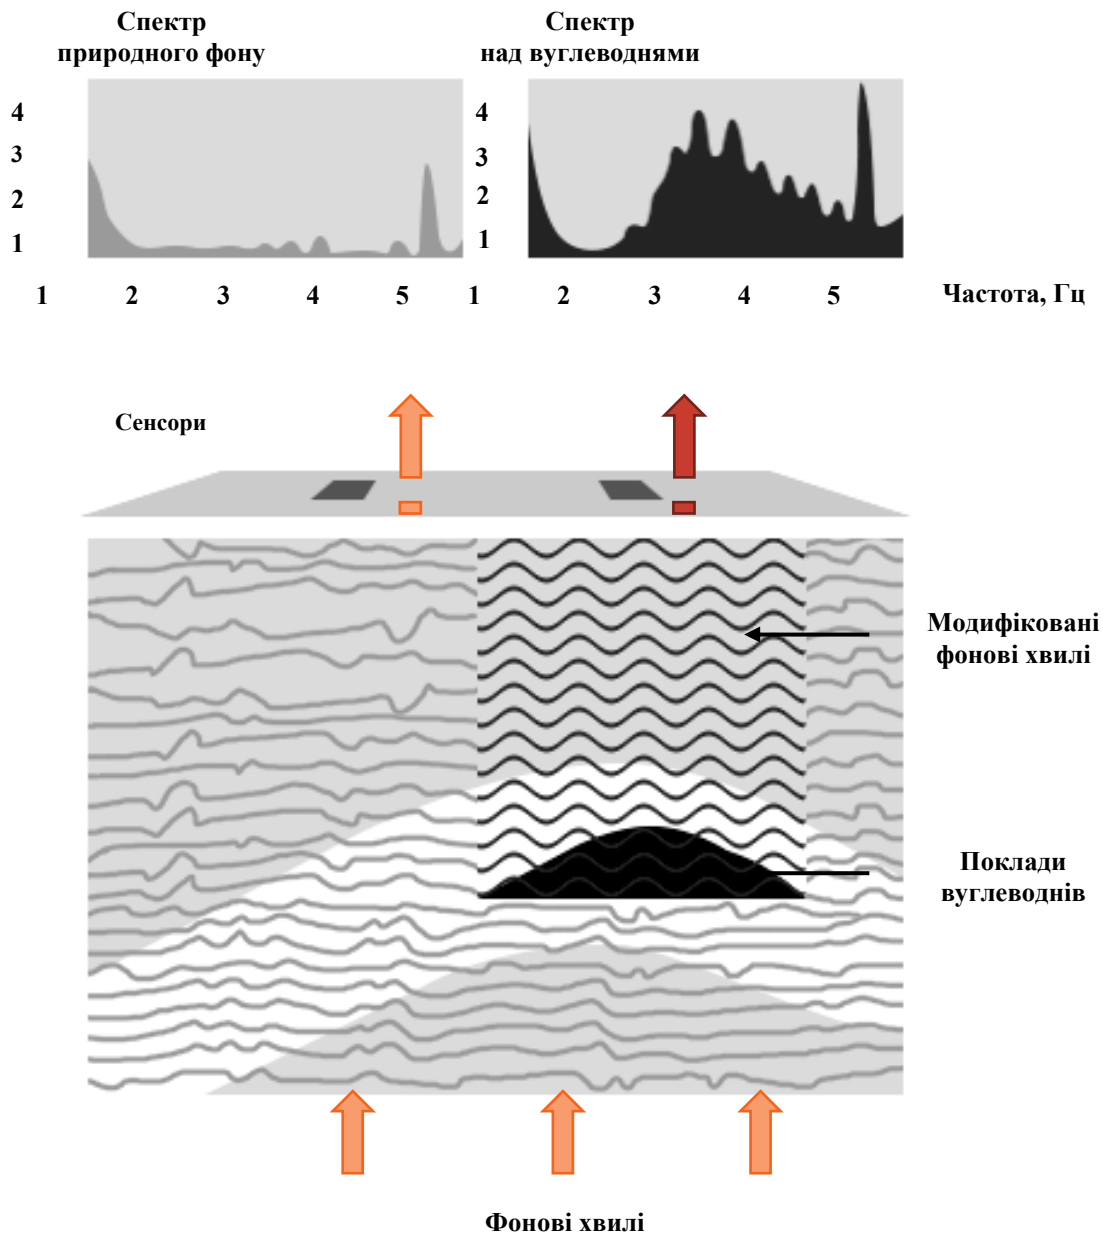 Спектр
природного фону
Спектр
над вуглеводнями
4
3
2
1
4
3
2
1
1 2 3 4 5 1 2 3 4 5 Частота, Гц
Сенсори
Модифіковані
фонові хвилі
Поклади
вуглеводнів
Фонові хвилі